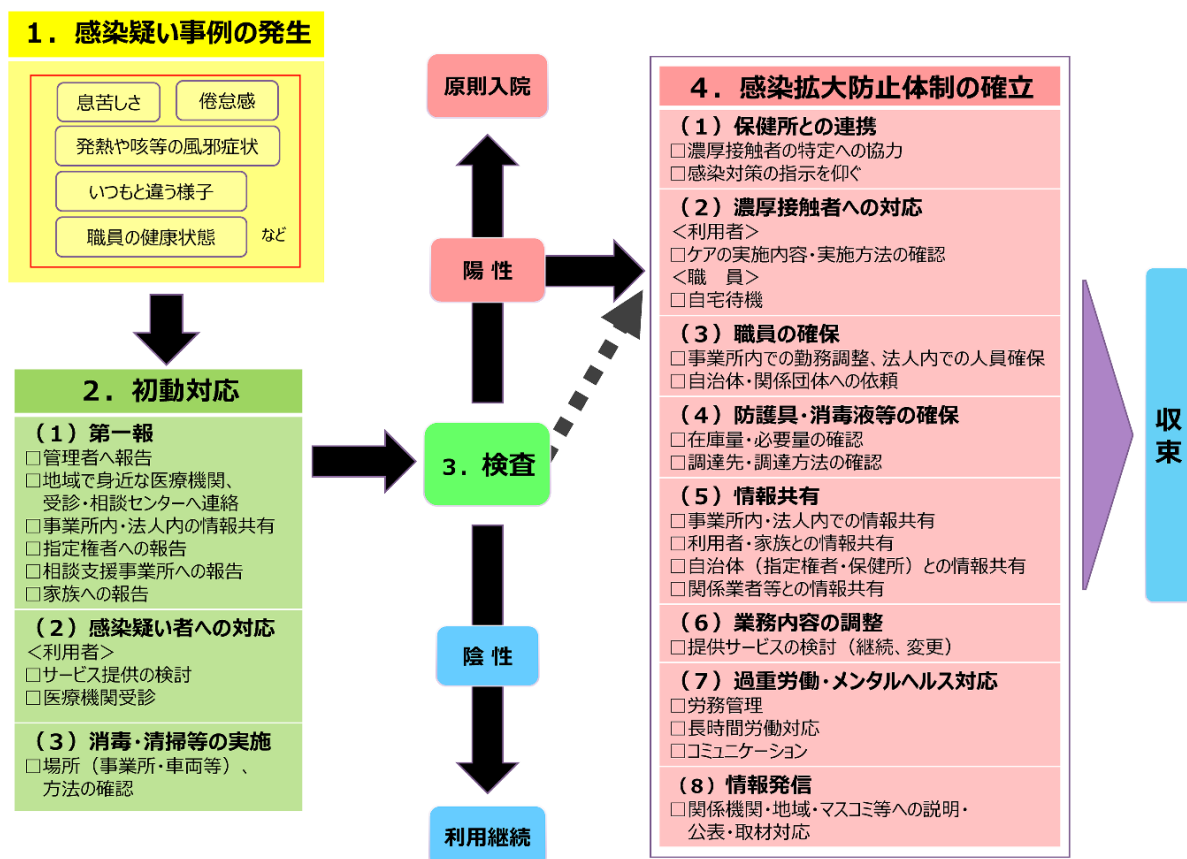 1．感染疑い事例の発生
息苦しさ
倦怠感
発熱や咳等の風邪症状
いつもと違う様子
職員の健康状態
など
2．初動対応
（1）第一報
□管理者へ報告
□地域で身近な医療機関、
受診・相談センターへ連絡
□事業所内・法人内の情報共有
□指定権者への報告
□相談支援事業所への報告
□家族への報告
（2）感染疑い者への対応
＜利用者＞
□サービス提供の検討
□医療機関受診
（3）消毒・清掃等の実施
□場所（事業所・車両等）、
方法の確認
原則入院
陽 性
3．検査
陰 性
利用継続
4．感染拡大防止体制の確立
（1）保健所との連携
□濃厚接触者の特定への協力
□感染対策の指示を仰ぐ
（2）濃厚接触者への対応
＜利用者＞
□ケアの実施内容・実施方法の確認
＜職　員＞
□自宅待機
（3）職員の確保
□事業所内での勤務調整、法人内での人員確保
□自治体・関係団体への依頼
（4）防護具・消毒液等の確保
□在庫量・必要量の確認
□調達先・調達方法の確認
（5）情報共有
□事業所内・法人内での情報共有
□利用者・家族との情報共有
□自治体（指定権者・保健所）との情報共有
□関係業者等との情報共有
（6）業務内容の調整
□提供サービスの検討（継続、変更）
（7）過重労働・メンタルヘルス対応
□労務管理
□長時間労働対応
□コミュニケーション
（8）情報発信
□関係機関・地域・マスコミ等への説明・
公表・取材対応
収束